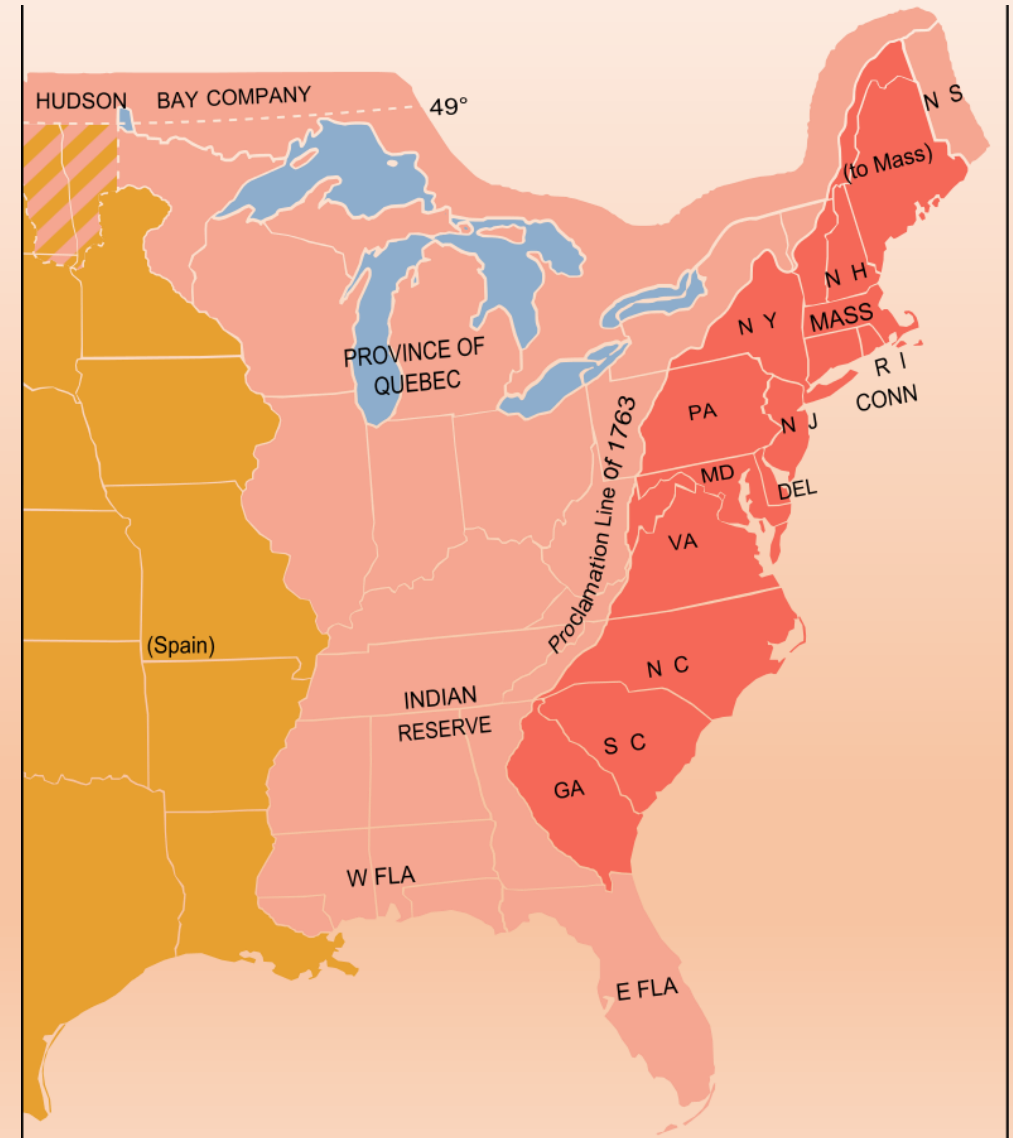 HUDSON BAY COMPANY
49°
N S
(to Mass)
N H
N Y
MASS
R I
CONN
PROVINCE OF
QUEBEC
PA
N J
Proclamation Line of 1763
MD
DEL
VA
(Spain)
N C
INDIAN
RESERVE
S C
GA
W FLA
E FLA